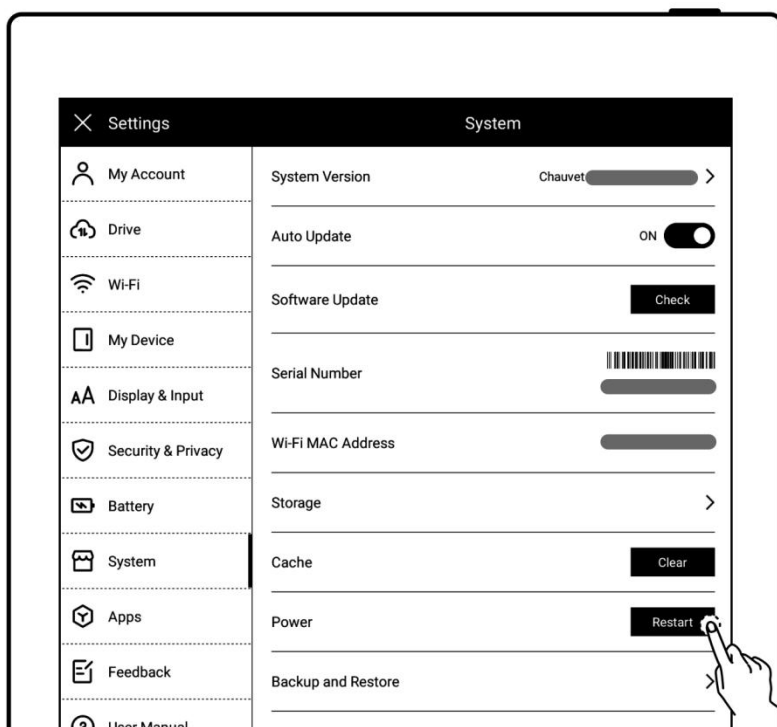 Settings
System
My Account
Drive
Wi-Fi
My Device
Display & Input
Security & Privacy
Battery
System
Apps
Feedback
User Manual
System Version Chauvet
Auto Update ON
Software Update Check
Serial Number
Wi-Fi MAC Address
Storage
Cache Clear
Power Restart
Backup and Restore